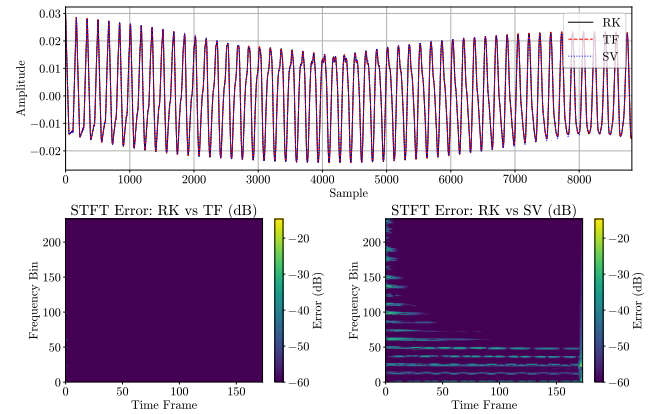 0.03
0.02
0.01
0.00
−0.01
−0.02
Amplitude
RK
TF
SV
0 1000 2000 3000 4000 5000 6000 7000 8000
Sample
STFT Error: RK vs TF (dB)
200
150
100
50
0
Frequency Bin
0 50 100 150
Time Frame
−20
−30
−40
−50
−60
Error (dB)
STFT Error: RK vs SV (dB)
200
150
100
50
0
Frequency Bin
0 50 100 150
Time Frame
−20
−30
−40
−50
−60
Error (dB)